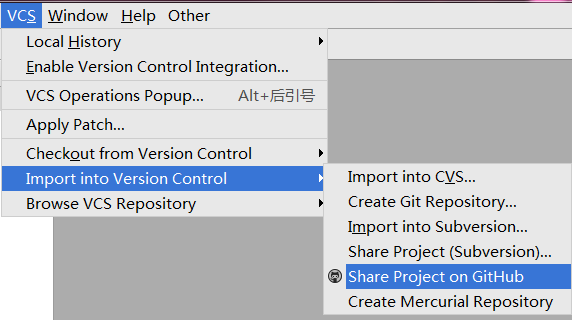 VCS Window Help Other
Local History
Enable Version Control Integration...
VCS Operations Popup... Alt+后引号
Apply Patch...
Checkout from Version Control
Import into Version Control
Browse VCS Repository
Import into CVS...
Create Git Repository...
Import into Subversion...
Share Project (Subversion)...
Share Project on GitHub
Create Mercurial Repository